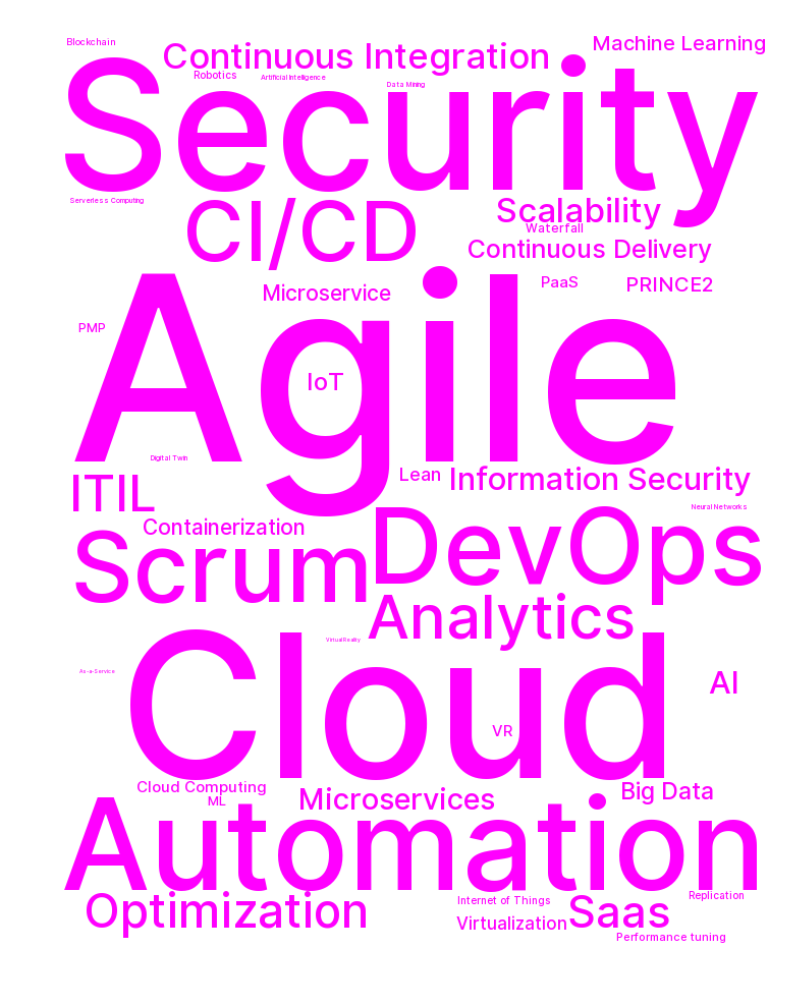 Blockchain
Continuous Integration
Machine Learning
Robotics
Artificial Intelligence
Data Mining
Security
Serverless Computing
CI/CD
Scalability
Waterfall
Continuous Delivery
Microservice
PaaS
PRINCE2
PMP
Agile
IoT
Digital Twin
ITIL
Lean
Information Security
Neural Networks
Containerization
Scrum
DevOps
Analytics
Virtual Reality
As-a-Service
Cloud
AI
VR
Cloud Computing
ML
Microservices
Big Data
Automation
Optimization
Internet of Things
Saas
Replication
Virtualization
Performance tuning